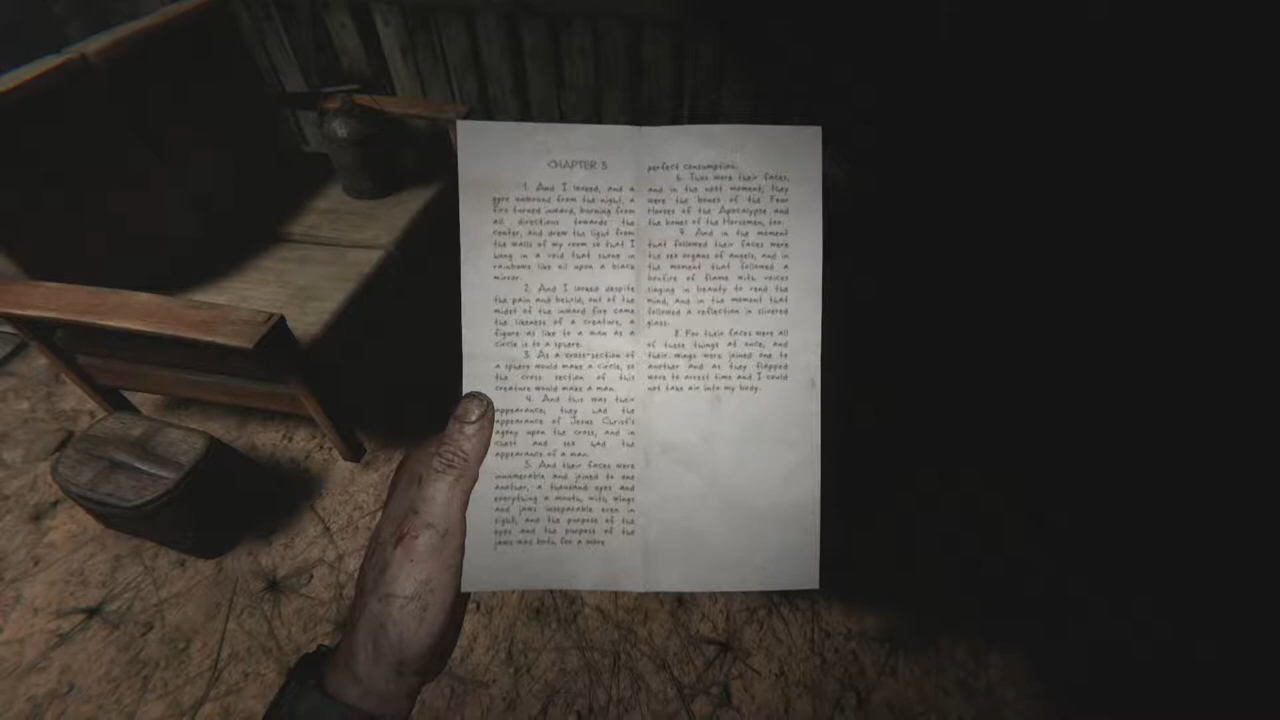 CHAPTER 5
1. And I looked, and a
gyre unbound from the night, a
fire turned inward, burning from
all directions towards the
center, and drew the light from
the walls of my room so that I
hung in a void that shone in
rainbows like oil upon a black
mirror.
2. And I looked despite
the pain and behold, out of the
midst of the inward fire came
the likeness of a creature, a
figure as like to a man as a
circle is to a sphere.
3. As a cross-section of
a sphere would make a circle, so
the cross section of this
creature would make a man.
4. And this was their
appearance; they had the
appearance of Jesus Christ's
agony upon the cross, and in
chest and sex had the
appearance of a man.
5. And their faces were
innumerable and joined to one
another, a thousand eyes and
everything a mouth, with wings
and jaws inseparable even in
sight, and the purpose of the
eyes and the purpose of the
jaws was both, for a more
perfect consumption.
6. Thus were their faces,
and in the next moment, they
were the bones of the Four
Horses of the Apocalypse and
the bones of the Horsemen, too.
7. And in the moment
that followed their faces were
the sex organs of angels, and in
the moment that followed a
bonfire of flame with voices
singing in beauty to rend the
mind, and in the moment that
followed a reflection in slivered
glass.
8. For their faces were all
of these things at once, and
their wings were joined one to
another and as they flapped
were to arrest time and I could
not take air into my body.